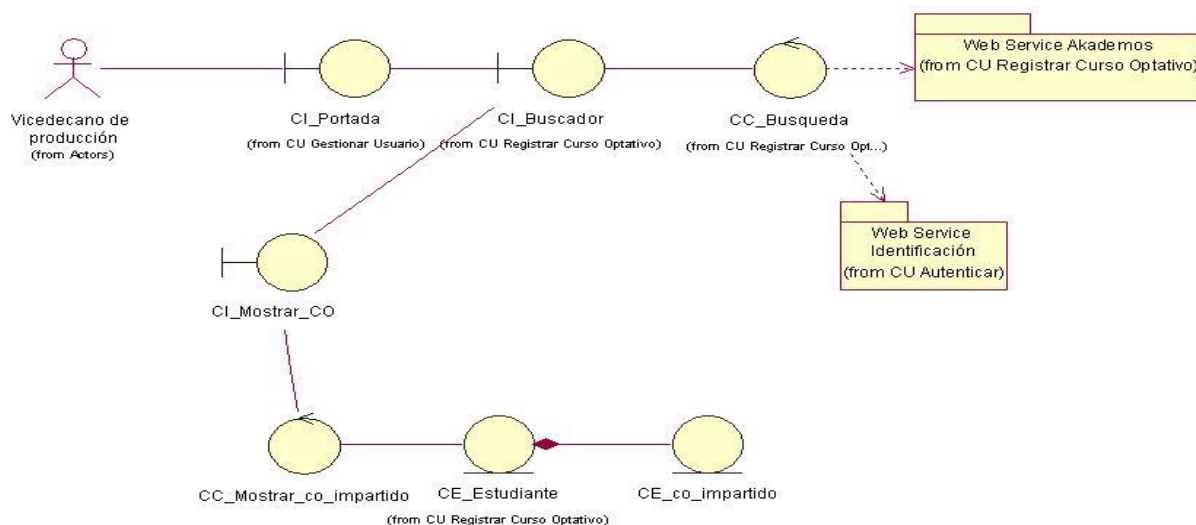 Web Service Akademos
(from CU Registrar Curso Optativo)
Vicedecano de
producción
(from Actors)
CI_Portada
(from CU Gestionar Usuario)
CI_Buscador
(from CU Registrar Curso Optativo)
CC_Busqueda
(from CU Registrar Curso Opt...)
Web Service
Identificación
(from CU Autenticar)
CI_Mostrar_CO
CC_Mostrar_co_impartido
CE_Estudiante
(from CU Registrar Curso Optativo)
CE_co_impartido